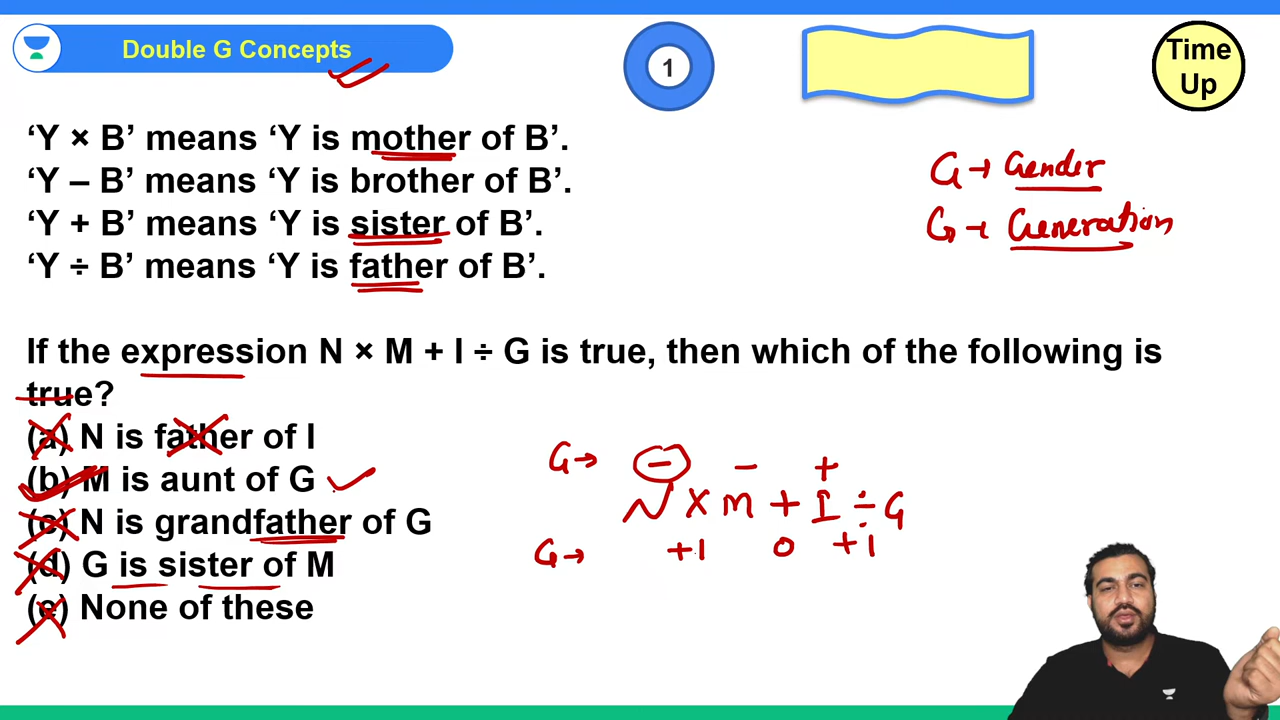 Double G Concepts
1
Time
Up
‘Y × B’ means ‘Y is mother of B’.
‘Y – B’ means ‘Y is brother of B’.
‘Y + B’ means ‘Y is sister of B’.
‘Y ÷ B’ means ‘Y is father of B’.
G → Gender
G → Generation
If the expression N × M + I ÷ G is true, then which of the following is
true?
(a) N is father of I
(b) M is aunt of G
(c) N is grandfather of G
(d) G is sister of M
(e) None of these
G → − − +
N × M + I ÷ G
G → +1 0 +1